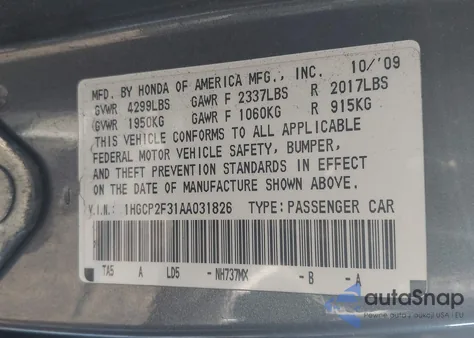 MFD. BY HONDA OF AMERICA MFG., INC. 10/'09
GVWR 4299LBS GAWR F 2337LBS R 2017LBS
GVWR 1950KG GAWR F 1060KG R 915KG
THIS VEHICLE CONFORMS TO ALL APPLICABLE
FEDERAL MOTOR VEHICLE SAFETY, BUMPER,
AND THEFT PREVENTION STANDARDS IN EFFECT
ON THE DATE OF MANUFACTURE SHOWN ABOVE.
V.I.N.: 1HGCP2F31AA031826 TYPE:PASSENGER CAR
TA5 A LD5 -NH737MX -B -A
autoSnap